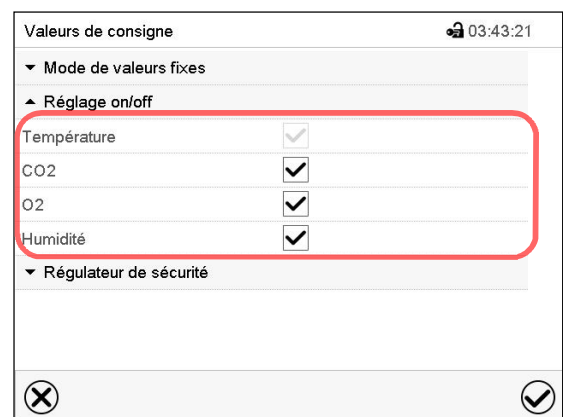 Valeurs de consigne 03:43:21
Mode de valeurs fixes
Réglage on/off
Température
CO2
O2
Humidité
Régulateur de sécurité